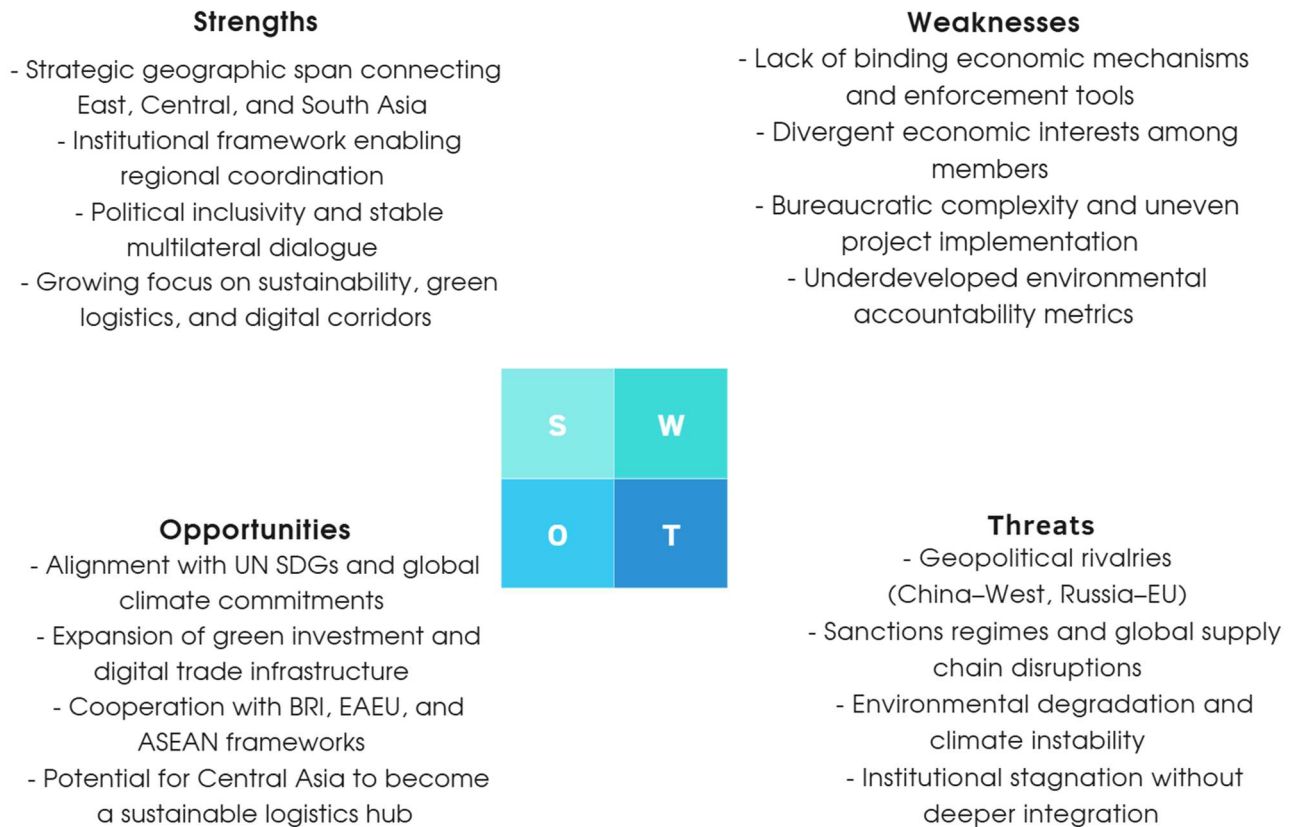 Strengths
- Strategic geographic span connecting
East, Central, and South Asia
- Institutional framework enabling
regional coordination
- Political inclusivity and stable
multilateral dialogue
- Growing focus on sustainability, green
logistics, and digital corridors
Weaknesses
- Lack of binding economic mechanisms
and enforcement tools
- Divergent economic interests among
members
- Bureaucratic complexity and uneven
project implementation
- Underdeveloped environmental
accountability metrics
S
W
O
T
Opportunities
- Alignment with UN SDGs and global
climate commitments
- Expansion of green investment and
digital trade infrastructure
- Cooperation with BRI, EAEU, and
ASEAN frameworks
- Potential for Central Asia to become
a sustainable logistics hub
Threats
- Geopolitical rivalries
(China–West, Russia–EU)
- Sanctions regimes and global supply
chain disruptions
- Environmental degradation and
climate instability
- Institutional stagnation without
deeper integration